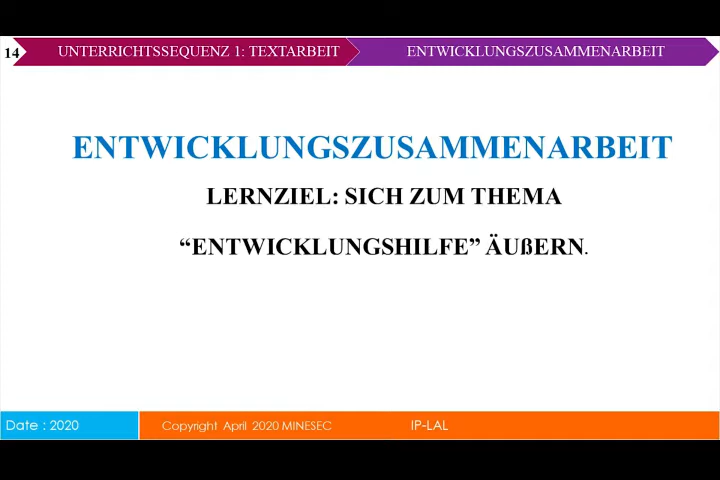 14
UNTERRICHTSSEQUENZ 1: TEXTARBEIT
ENTWICKLUNGSZUSAMMENARBEIT
ENTWICKLUNGSZUSAMMENARBEIT
LERNZIEL: SICH ZUM THEMA
“ENTWICKLUNGSHILFE” ÄUßERN.
Date : 2020
Copyright April 2020 MINESEC
IP-LAL